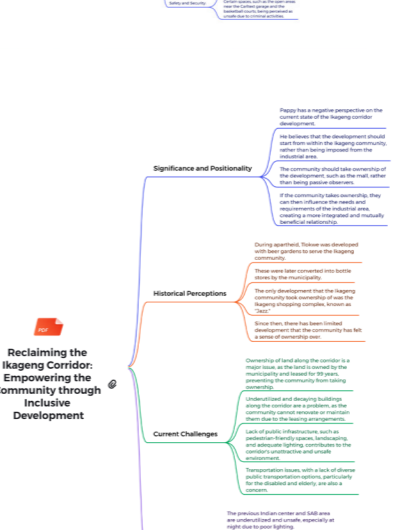 Safety and Security:
Certain spaces, such as the open areas
near the Carfest garage and the
basketball courts, being perceived as
unsafe due to criminal activities.
Pappy has a negative perspective on the
current state of the Ikageng corridor
development.
He believes that the development should
start from within the Ikageng community,
rather than being imposed from the
industrial area.
Significance and Positionality
The community should take ownership of
the development, such as the mall, rather
than being passive observers.
If the community takes ownership, they
can then influence the needs and
requirements of the industrial area,
creating a more integrated and mutually
beneficial relationship.
During apartheid, Tlokwe was developed
with beer gardens to serve the Ikageng
community.
These were later converted into bottle
stores by the municipality.
Historical Perceptions
The only development that the Ikageng
community took ownership of was the
Ikageng shopping complex, known as
"Jazz."
Since then, there has been limited
development that the community has felt
a sense of ownership over.
PDF
Reclaiming the
Ikageng Corridor:
Empowering the
Community through
Inclusive
Development
Ownership of land along the corridor is a
major issue, as the land is owned by the
municipality and leased for 99 years,
preventing the community from taking
ownership.
Underutilized and decaying buildings
along the corridor are a problem, as the
community cannot renovate or maintain
them due to the leasing arrangements.
Current Challenges
Lack of public infrastructure, such as
pedestrian-friendly spaces, landscaping,
and adequate lighting, contributes to the
corridor's unattractive and unsafe
environment.
Transportation issues, with a lack of diverse
public transportation options, particularly
for the disabled and elderly, are also a
concern.
The previous Indian center and SAB area
are underutilized and unsafe, especially at
night due to poor lighting.